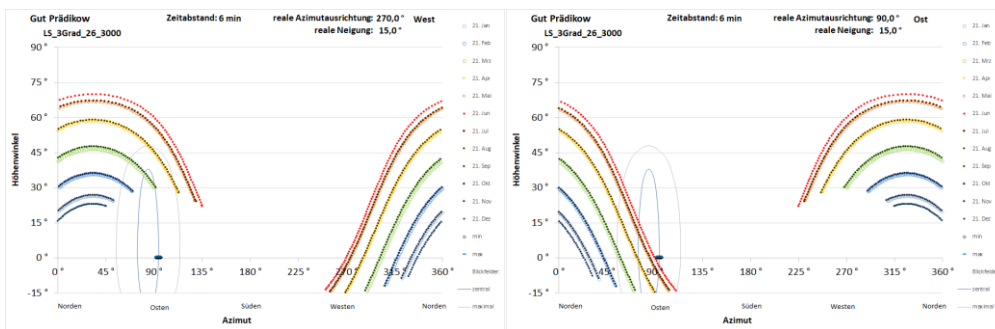 Gut Prädikow Zeitabstand: 6 min reale Azimutausrichtung: 270,0 ° West
LS_3Grad_26_3000 reale Neigung: 15,0 °
90 °
75 °
60 °
45 °
30 °
15 °
0 °
-15 °
Höhenwinkel
0 ° 45 ° 90 ° 135 ° 180 ° 225 ° 270 ° 315 ° 360 °
Norden Osten Süden Westen Norden
Azimut
21. Jan
21. Feb
21. Mrz
21. Apr
21. Mai
21. Jun
21. Jul
21. Aug
21. Sep
21. Okt
21. Nov
21. Dez
min
max
Blickfelder:
zentral
maximal
Gut Prädikow Zeitabstand: 6 min reale Azimutausrichtung: 90,0 ° Ost
LS_3Grad_26_3000 reale Neigung: 15,0 °
90 °
75 °
60 °
45 °
30 °
15 °
0 °
-15 °
Höhenwinkel
0 ° 45 ° 90 ° 135 ° 180 ° 225 ° 270 ° 315 ° 360 °
Norden Osten Süden Westen Norden
Azimut
21. Jan
21. Feb
21. Mrz
21. Apr
21. Mai
21. Jun
21. Jul
21. Aug
21. Sep
21. Okt
21. Nov
21. Dez
min
max
Blickfelder:
zentral
maximal